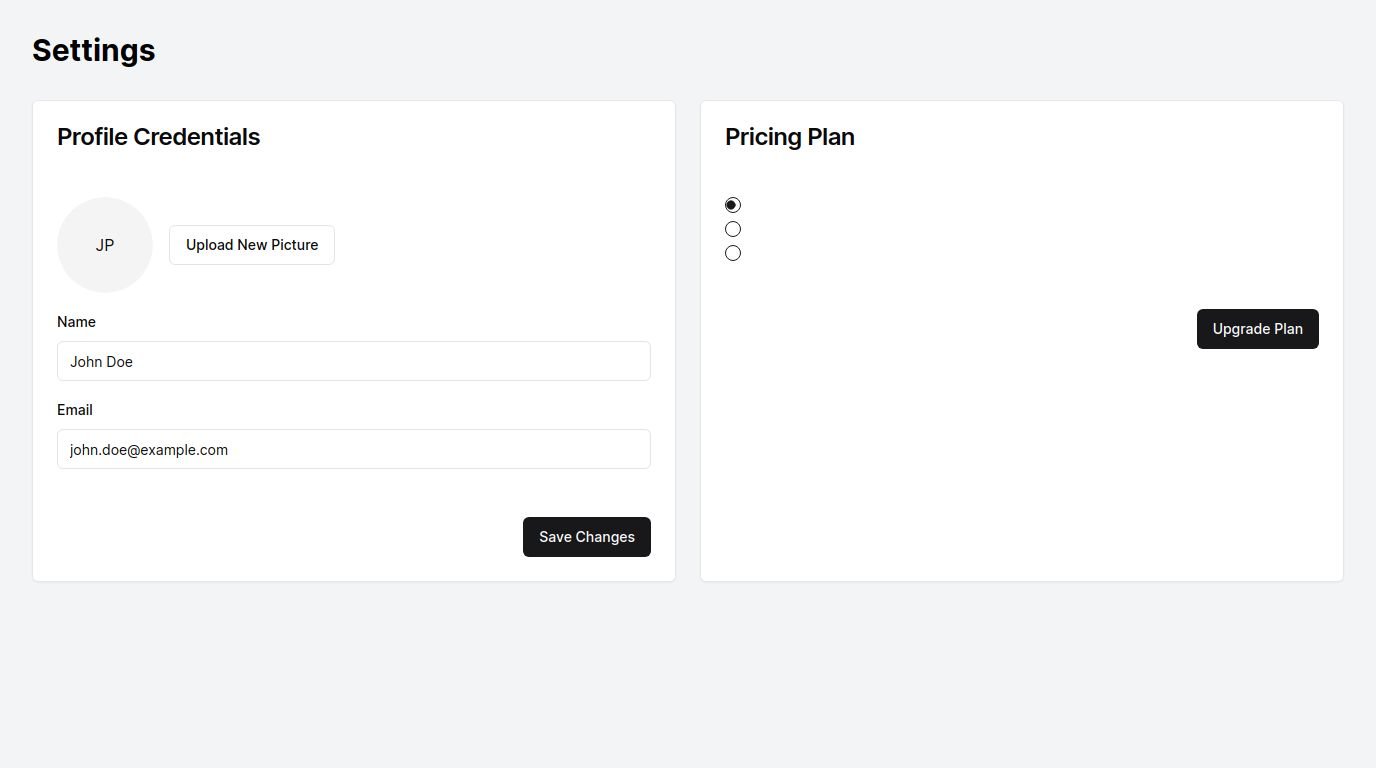 Settings
Profile Credentials
JP
Upload New Picture
Name
John Doe
Email
john.doe@example.com
Save Changes
Pricing Plan
Upgrade Plan